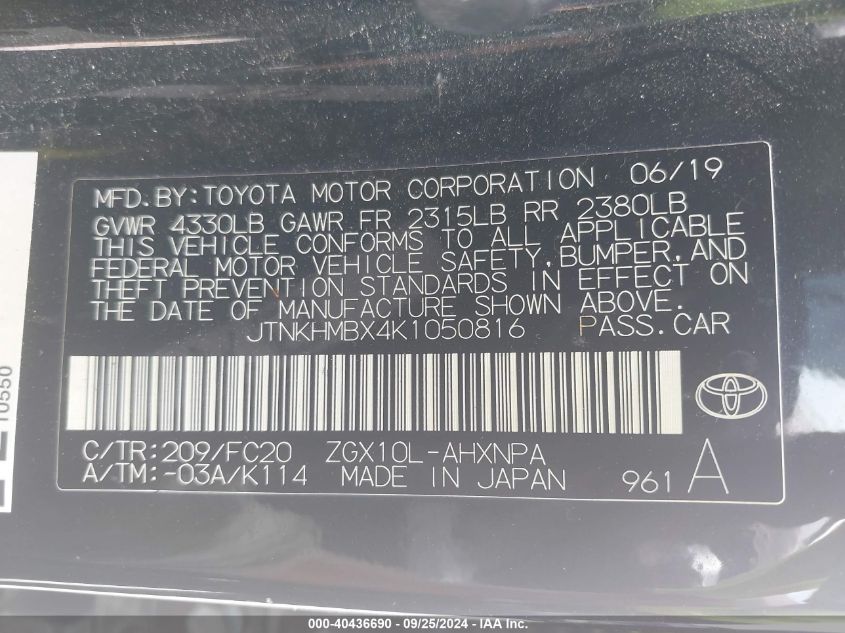 MFD.BY:TOYOTA MOTOR CORPORATION 06/19
GVWR 4330LB GAWR FR 2315LB RR 2380LB
THIS VEHICLE CONFORMS TO ALL APPLICABLE
FEDERAL MOTOR VEHICLE SAFETY,BUMPER,AND
THEFT PREVENTION STANDARDS IN EFFECT ON
THE DATE OF MANUFACTURE SHOWN ABOVE.
JTNKHMBX4K1050816 PASS.CAR
C/TR:209/FC20 ZGX10L-AHXNPA
A/TM:-03A/K114 MADE IN JAPAN 961 A
10550
000-40436690 - 09/25/2024 - IAA Inc.